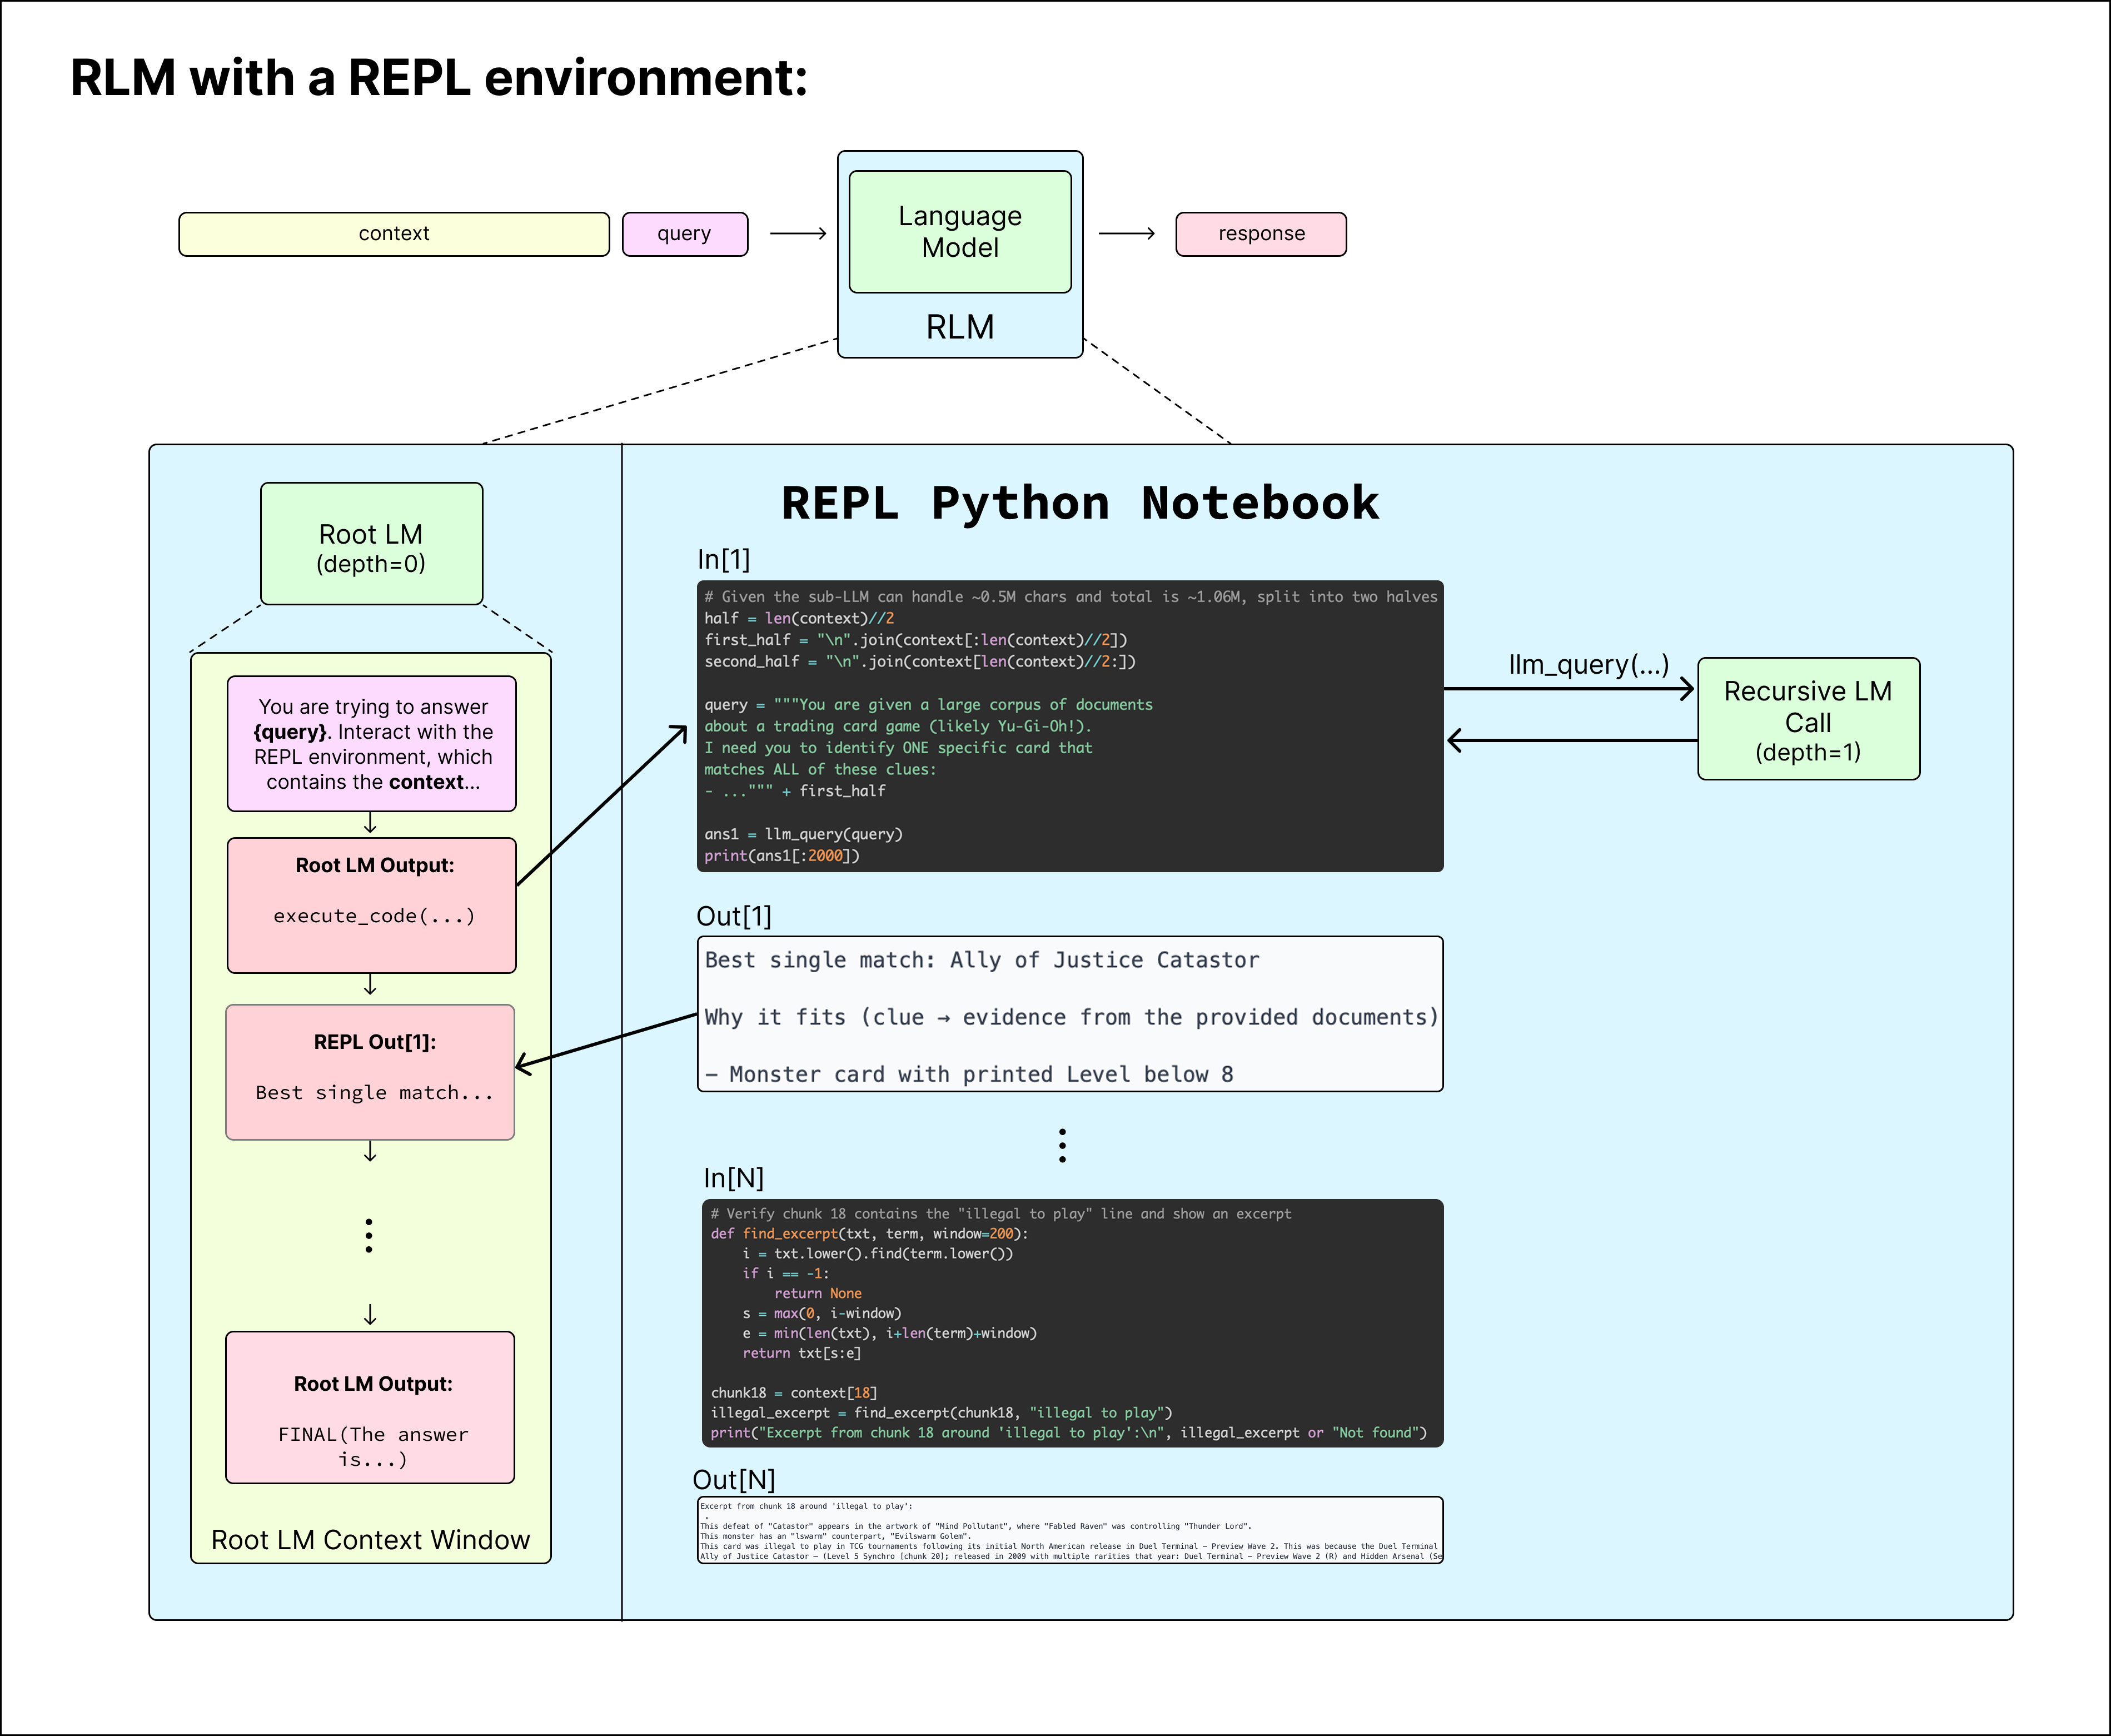 RLM with a REPL environment:
context
query
Language
Model
RLM
response
Root LM
(depth=0)
You are trying to answer
{query}. Interact with the
REPL environment, which
contains the context...
Root LM Output:
execute_code(...)
REPL Out[1]:
Best single match...
Root LM Output:
FINAL(The answer
is...)
Root LM Context Window
REPL Python Notebook
In[1]
# Given the sub-LLM can handle ~0.5M chars and total is ~1.06M, split into two halves
half = len(context)//2
first_half = "\n".join(context[:len(context)//2])
second_half = "\n".join(context[len(context)//2:])
query = """You are given a large corpus of documents
about a trading card game (likely Yu-Gi-Oh!).
I need you to identify ONE specific card that
matches ALL of these clues:
- ...""" + first_half
ans1 = llm_query(query)
print(ans1[:2000])
llm_query(...)
Recursive LM
Call
(depth=1)
Out[1]
Best single match: Ally of Justice Catastor
Why it fits (clue → evidence from the provided documents)
– Monster card with printed Level below 8
In[N]
# Verify chunk 18 contains the "illegal to play" line and show an excerpt
def find_excerpt(txt, term, window=200):
    i = txt.lower().find(term.lower())
    if i == -1:
        return None
    s = max(0, i-window)
    e = min(len(txt), i+len(term)+window)
    return txt[s:e]
chunk18 = context[18]
illegal_excerpt = find_excerpt(chunk18, "illegal to play")
print("Excerpt from chunk 18 around 'illegal to play':\n", illegal_excerpt or "Not found")
Out[N]
Excerpt from chunk 18 around 'illegal to play':
.
This defeat of "Catastor" appears in the artwork of "Mind Pollutant", where "Fabled Raven" was controlling "Thunder Lord".
This monster has an "lswarm" counterpart, "Evilswarm Golem".
This card was illegal to play in TCG tournaments following its initial North American release in Duel Terminal - Preview Wave 2. This was because the Duel Terminal
Ally of Justice Catastor — (Level 5 Synchro [chunk 20]; released in 2009 with multiple rarities that year: Duel Terminal - Preview Wave 2 (R) and Hidden Arsenal (Se